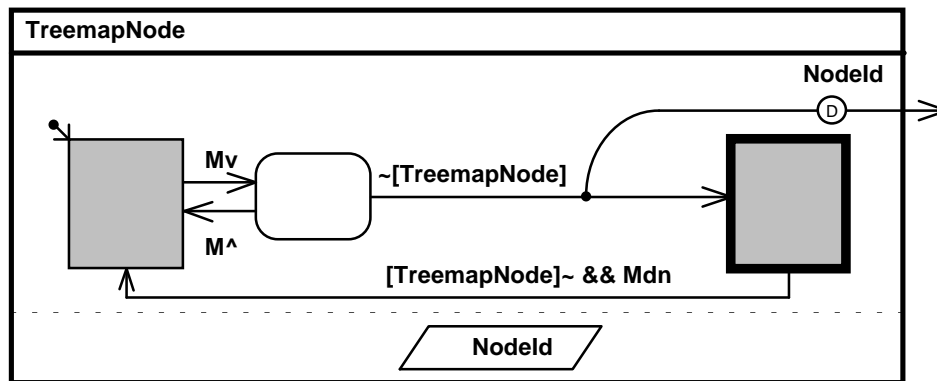 TreemapNode
NodeId
D
Mv
~[TreemapNode]
M^
[TreemapNode]~ && Mdn
NodeId